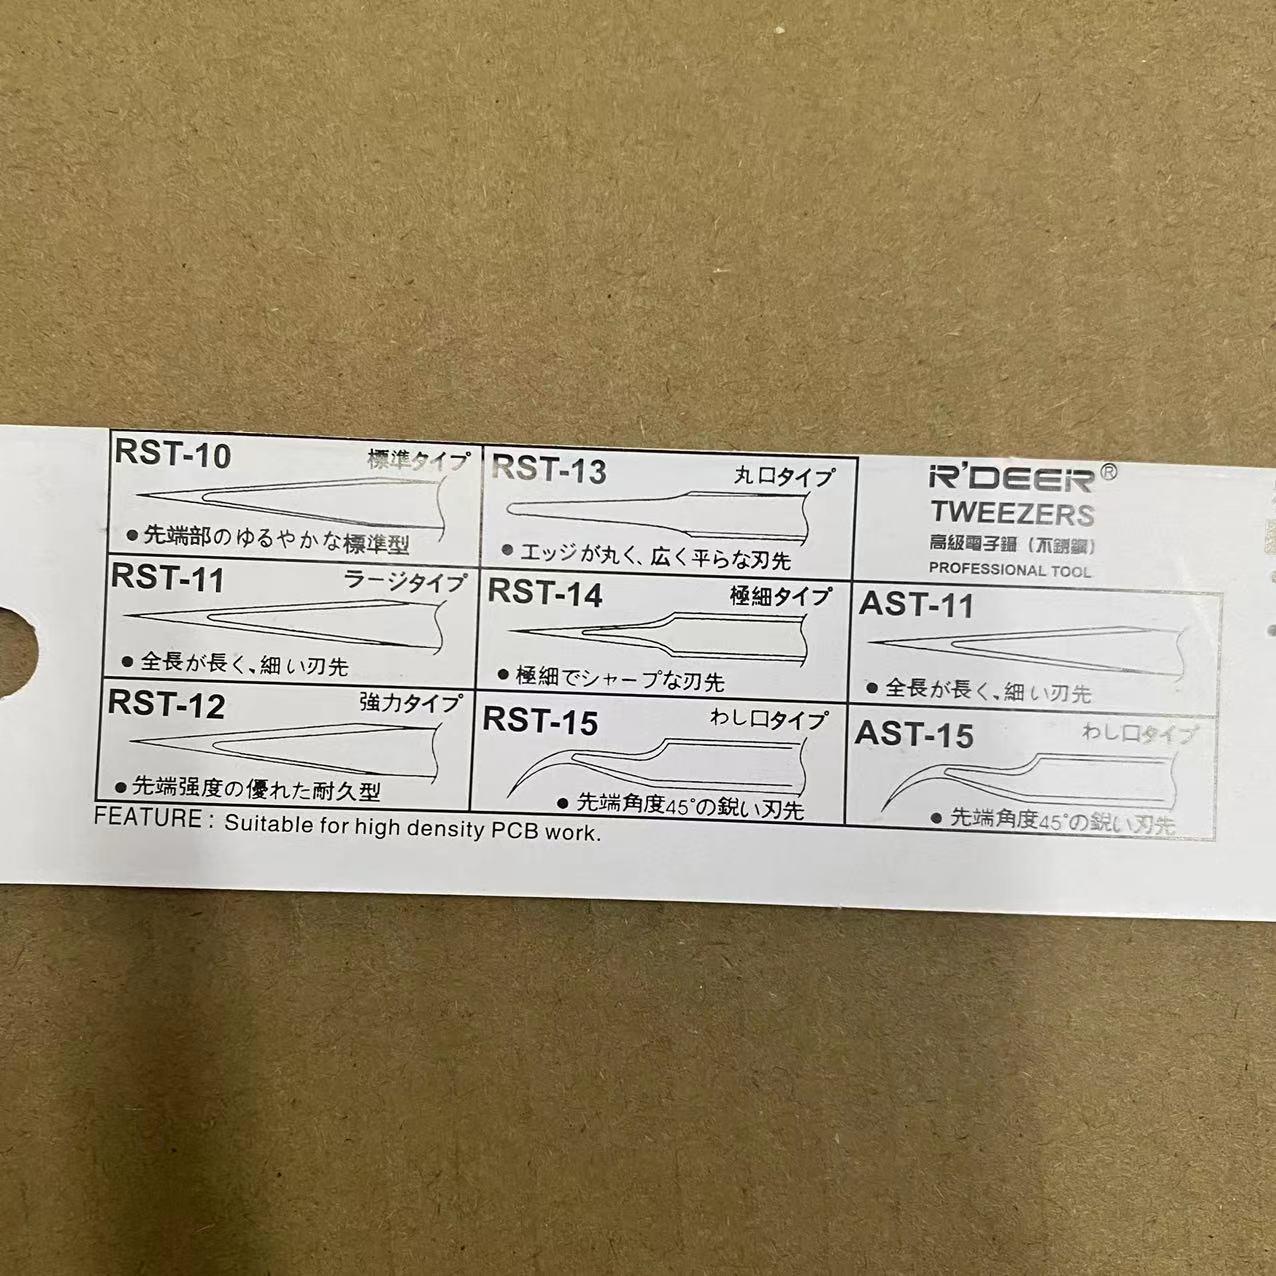 RST-10 標準タイプ
●先端部のゆるやかな標準型
RST-11 ラージタイプ
●全長が長く、細い刃先
RST-12 強力タイプ
●先端强度の優れた耐久型
RST-13 丸口タイプ
●エッジが丸く、広く平らな刃先
RST-14 極細タイプ
●極細でシャープな刃先
RST-15 わし口タイプ
●先端角度45°の鋭い刃先
R'DEER®
TWEEZERS
高級電子鑷（不銹鋼）
PROFESSIONAL TOOL
AST-11
●全長が長く、細い刃先
AST-15 わし口タイプ
●先端角度45°の鋭い刃先
FEATURE: Suitable for high density PCB work.